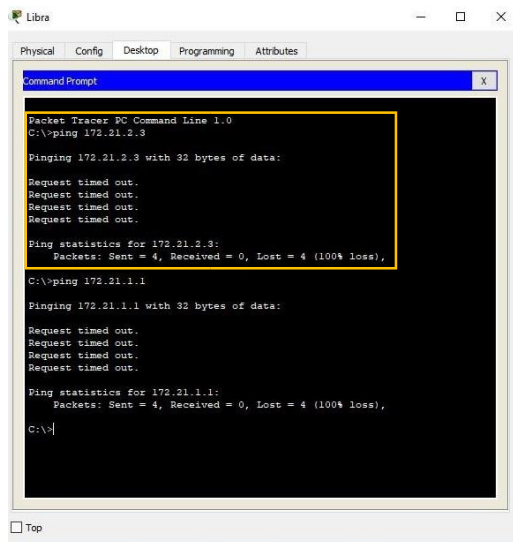 Libra
Physical Config Desktop Programming Attributes
Command Prompt X
Packet Tracer PC Command Line 1.0
C:\>ping 172.21.2.3
Pinging 172.21.2.3 with 32 bytes of data:
Request timed out.
Request timed out.
Request timed out.
Request timed out.
Ping statistics for 172.21.2.3:
Packets: Sent = 4, Received = 0, Lost = 4 (100% loss),
C:\>ping 172.21.1.1
Pinging 172.21.1.1 with 32 bytes of data:
Request timed out.
Request timed out.
Request timed out.
Request timed out.
Ping statistics for 172.21.1.1:
Packets: Sent = 4, Received = 0, Lost = 4 (100% loss),
C:\>
Top